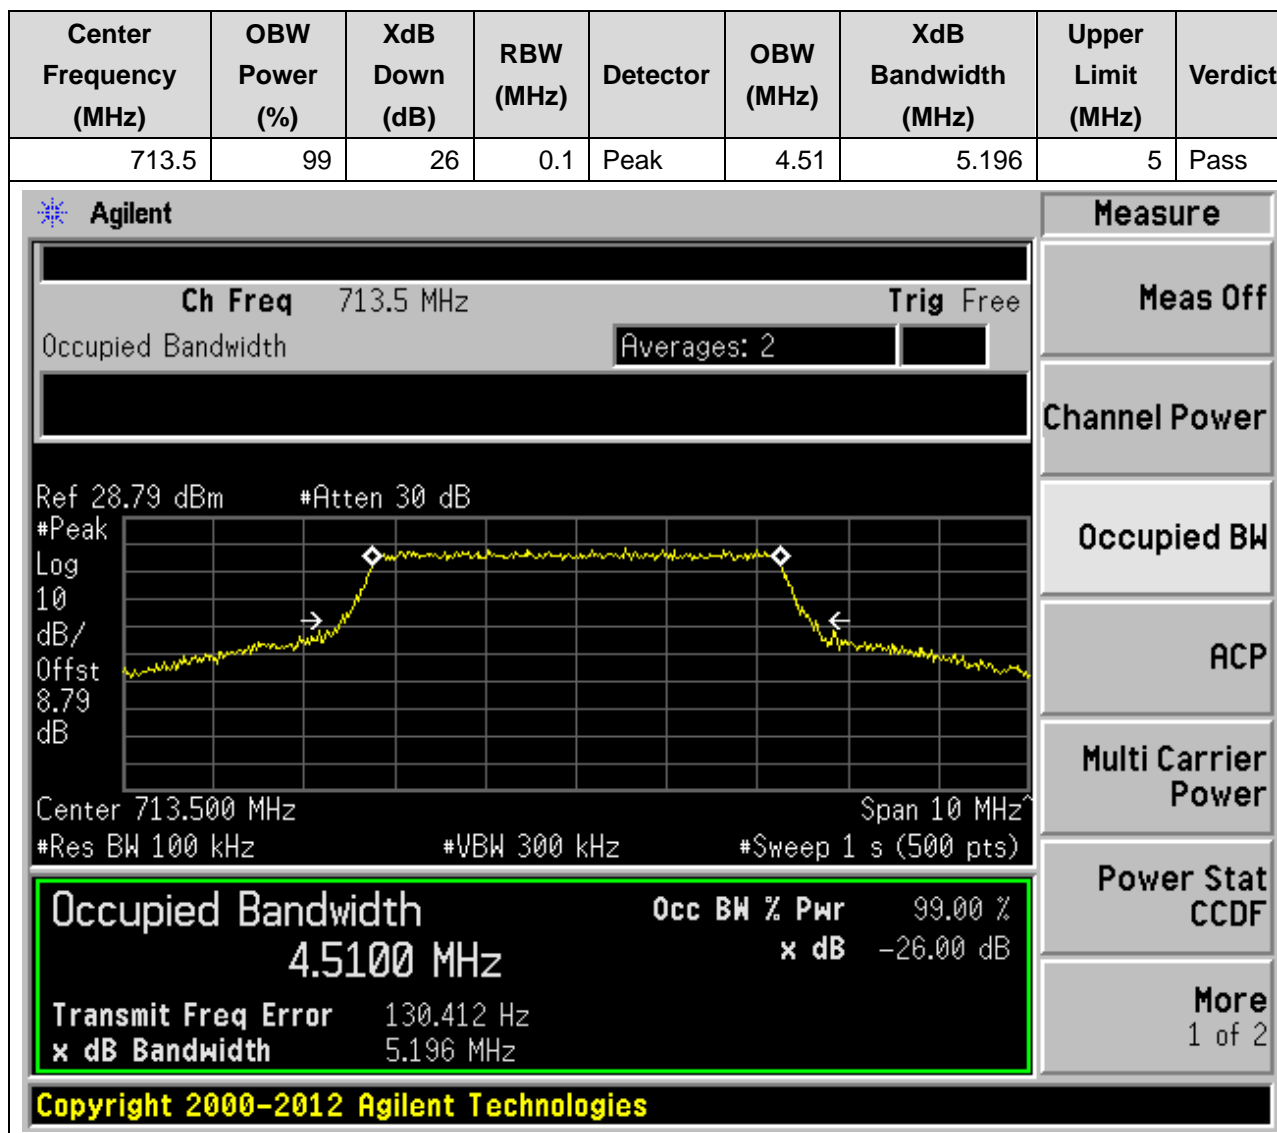 Center Frequency (MHz) OBW Power (%) XdB Down (dB) RBW (MHz) Detector OBW (MHz) XdB Bandwidth (MHz) Upper Limit (MHz) Verdict
713.5 99 26 0.1 Peak 4.51 5.196 5 Pass
Agilent
Measure
Ch Freq 713.5 MHz Trig Free
Meas Off
Occupied Bandwidth Averages: 2
Channel Power
Ref 28.79 dBm #Atten 30 dB
#Peak
Log
10
dB/
Offst
8.79
dB
Occupied BW
ACP
Multi Carrier
Power
Center 713.500 MHz Span 10 MHz^
#Res BW 100 kHz #VBW 300 kHz #Sweep 1 s (500 pts)
Power Stat
CCDF
Occupied Bandwidth Occ BW % Pwr 99.00 %
4.5100 MHz x dB -26.00 dB
Transmit Freq Error 130.412 Hz
x dB Bandwidth 5.196 MHz
More
1 of 2
Copyright 2000-2012 Agilent Technologies